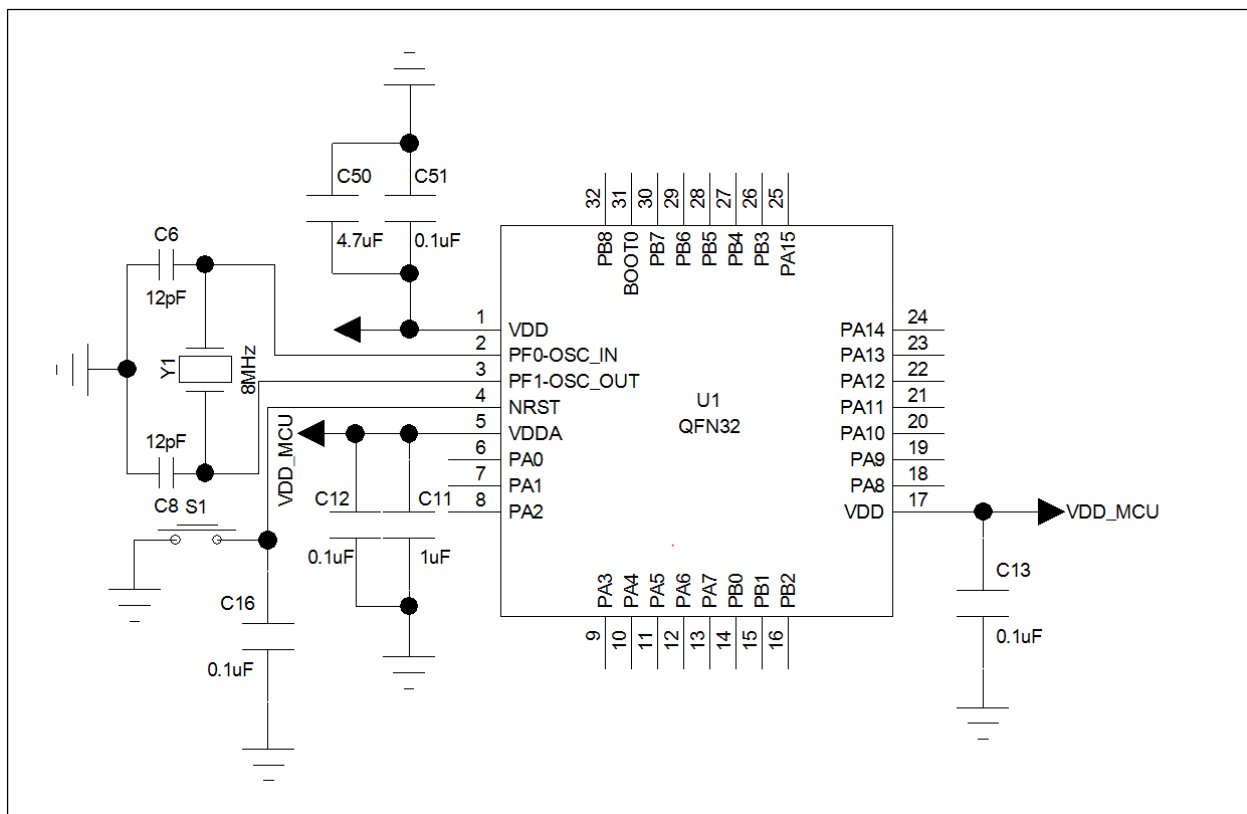 C50
C51
4.7uF
0.1uF
C6
12pF
Y1
8MHz
12pF
C8
S1
VDD_MCU
C12
C11
0.1uF
1uF
C16
0.1uF
32
31
30
29
28
27
26
25
PB8
BOOT0
PB7
PB6
PB5
PB4
PB3
PA15
1 VDD
2 PF0-OSC_IN
3 PF1-OSC_OUT
4 NRST
5 VDDA
6 PA0
7 PA1
8 PA2
U1
QFN32
PA14 24
PA13 23
PA12 22
PA11 21
PA10 20
PA9 19
PA8 18
VDD 17
VDD_MCU
C13
0.1uF
PA3
PA4
PA5
PA6
PA7
PB0
PB1
PB2
9
10
11
12
13
14
15
16